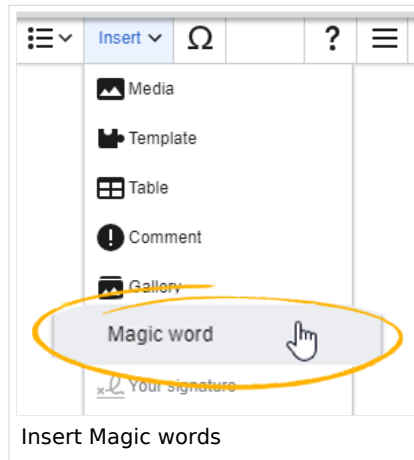 Insert Ω ?
Media
Template
Table
Comment
Gallery
Magic word
Your signature
Insert Magic words